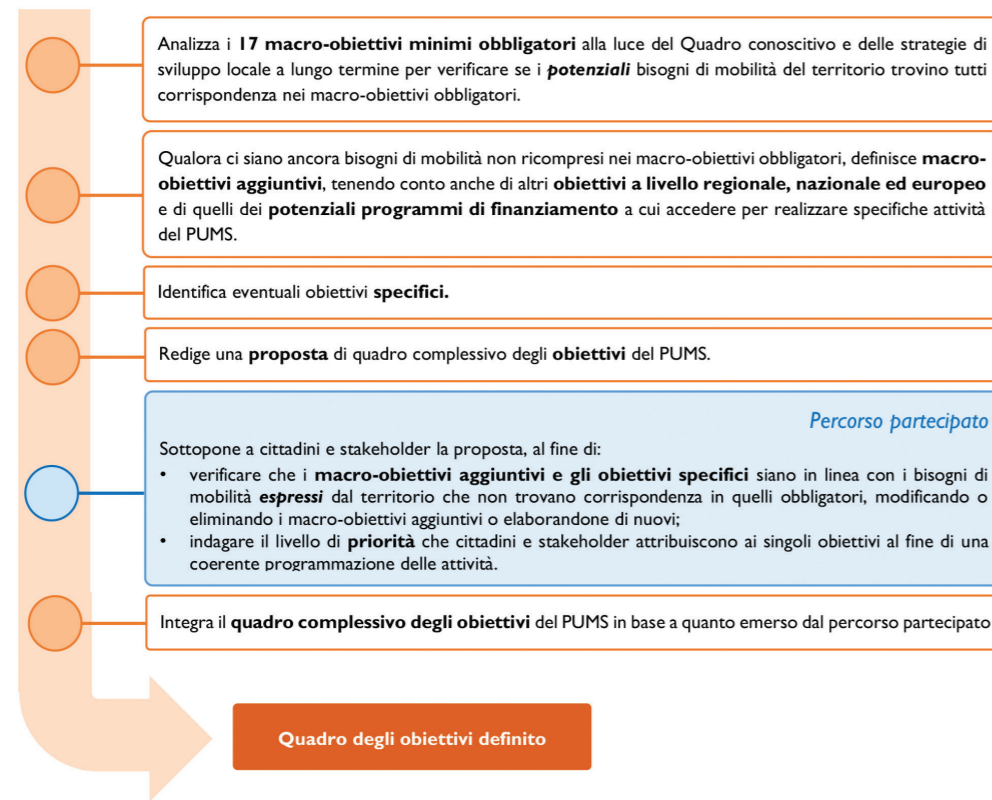 Analizza i 17 macro-obiettivi minimi obbligatori alla luce del Quadro conoscitivo e delle strategie di
sviluppo locale a lungo termine per verificare se i potenziali bisogni di mobilità del territorio trovino tutti
corrispondenza nei macro-obiettivi obbligatori.
Qualora ci siano ancora bisogni di mobilità non ricompresi nei macro-obiettivi obbligatori, definisce macro-
obiettivi aggiuntivi, tenendo conto anche di altri obiettivi a livello regionale, nazionale ed europeo
e di quelli dei potenziali programmi di finanziamento a cui accedere per realizzare specifiche attività
del PUMS.
Identifica eventuali obiettivi specifici.
Redige una proposta di quadro complessivo degli obiettivi del PUMS.
Percorso partecipato
Sottopone a cittadini e stakeholder la proposta, al fine di:
• verificare che i macro-obiettivi aggiuntivi e gli obiettivi specifici siano in linea con i bisogni di
mobilità espressi dal territorio che non trovano corrispondenza in quelli obbligatori, modificando o
eliminando i macro-obiettivi aggiuntivi o elaborandone di nuovi;
• indagare il livello di priorità che cittadini e stakeholder attribuiscono ai singoli obiettivi al fine di una
coerente programmazione delle attività.
Integra il quadro complessivo degli obiettivi del PUMS in base a quanto emerso dal percorso partecipato
Quadro degli obiettivi definito